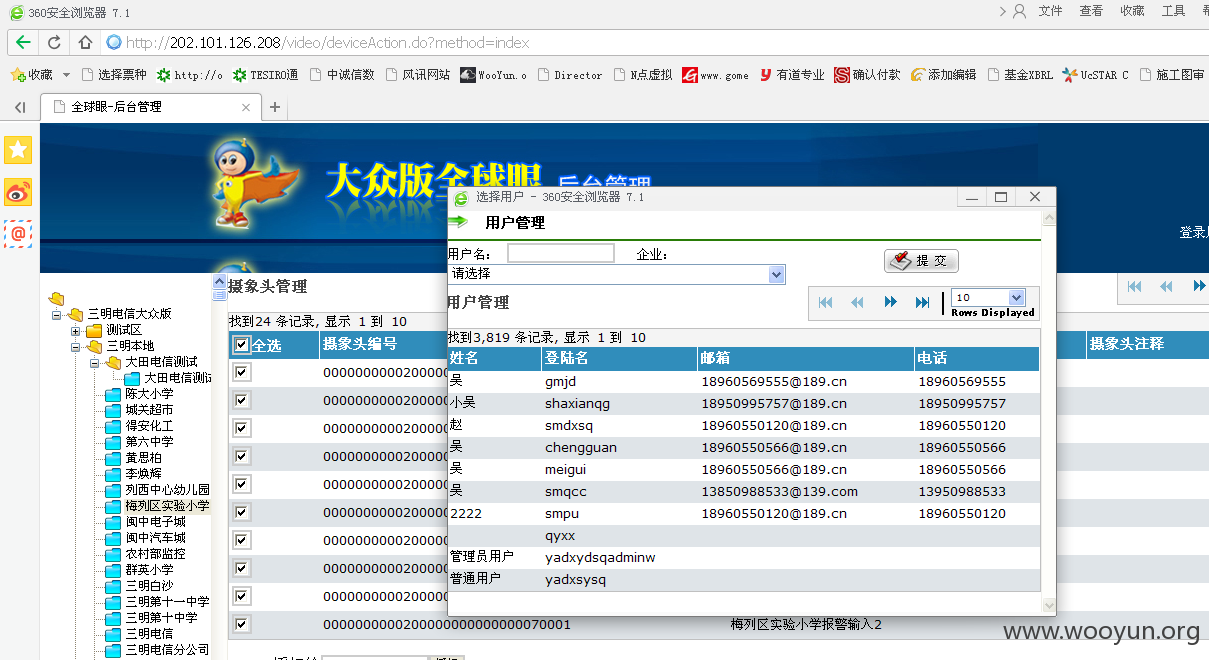 360安全浏览器 7.1
文件 查看 收藏 工具
http://202.101.126.208/video/deviceAction.do?method=index
收藏 选择票种 http://o TESIRO通 中诚信数 风讯网站 WooYun.o Director N点虚拟 www.gome 有道专业 确认付款 添加编辑 基金XBRL UcSTAR C 施工图审
全球眼-后台管理
大众版全球眼 后台管理
登录
选择用户 - 360安全浏览器 7.1
用户管理
用户名: 企业:
提 交
请选择
用户管理
10
Rows Displayed
找到3,819 条记录, 显示 1 到 10
姓名 登陆名 邮箱 电话
吴 gmjd 18960569555@189.cn 18960569555
小吴 shaxianqg 18950995757@189.cn 18950995757
赵 smdxsq 18960550120@189.cn 18960550120
吴 chengguan 18960550566@189.cn 18960550566
吴 meigui 18960550566@189.cn 18960550566
吴 smqcc 13850988533@139.com 13950988533
2222 smpu 18960550120@189.cn 18960550120
qyxx
管理员用户 yadxydsqadminw
普通用户 yadxsysq
摄象头管理
找到24 条记录, 显示 1 到 10
全选 摄象头编号 摄象头注释
0000000000200000
0000000000200000
0000000000200000
0000000000200000
0000000000200000
0000000000200000
0000000000200000
0000000000200000
0000000000200000
梅列区实验小学报警输入2
三明电信大众版
测试区
三明本地
大田电信测试
大田电信测试
陈大小学
城关超市
得安化工
第六中学
黄思柏
李焕辉
列西中心幼儿园
梅列区实验小学
闽中电子城
闽中汽车城
农村部监控
群英小学
三明白沙
三明第十一中学
三明第十中学
三明电信
三明电信分公司
www.wooyun.org